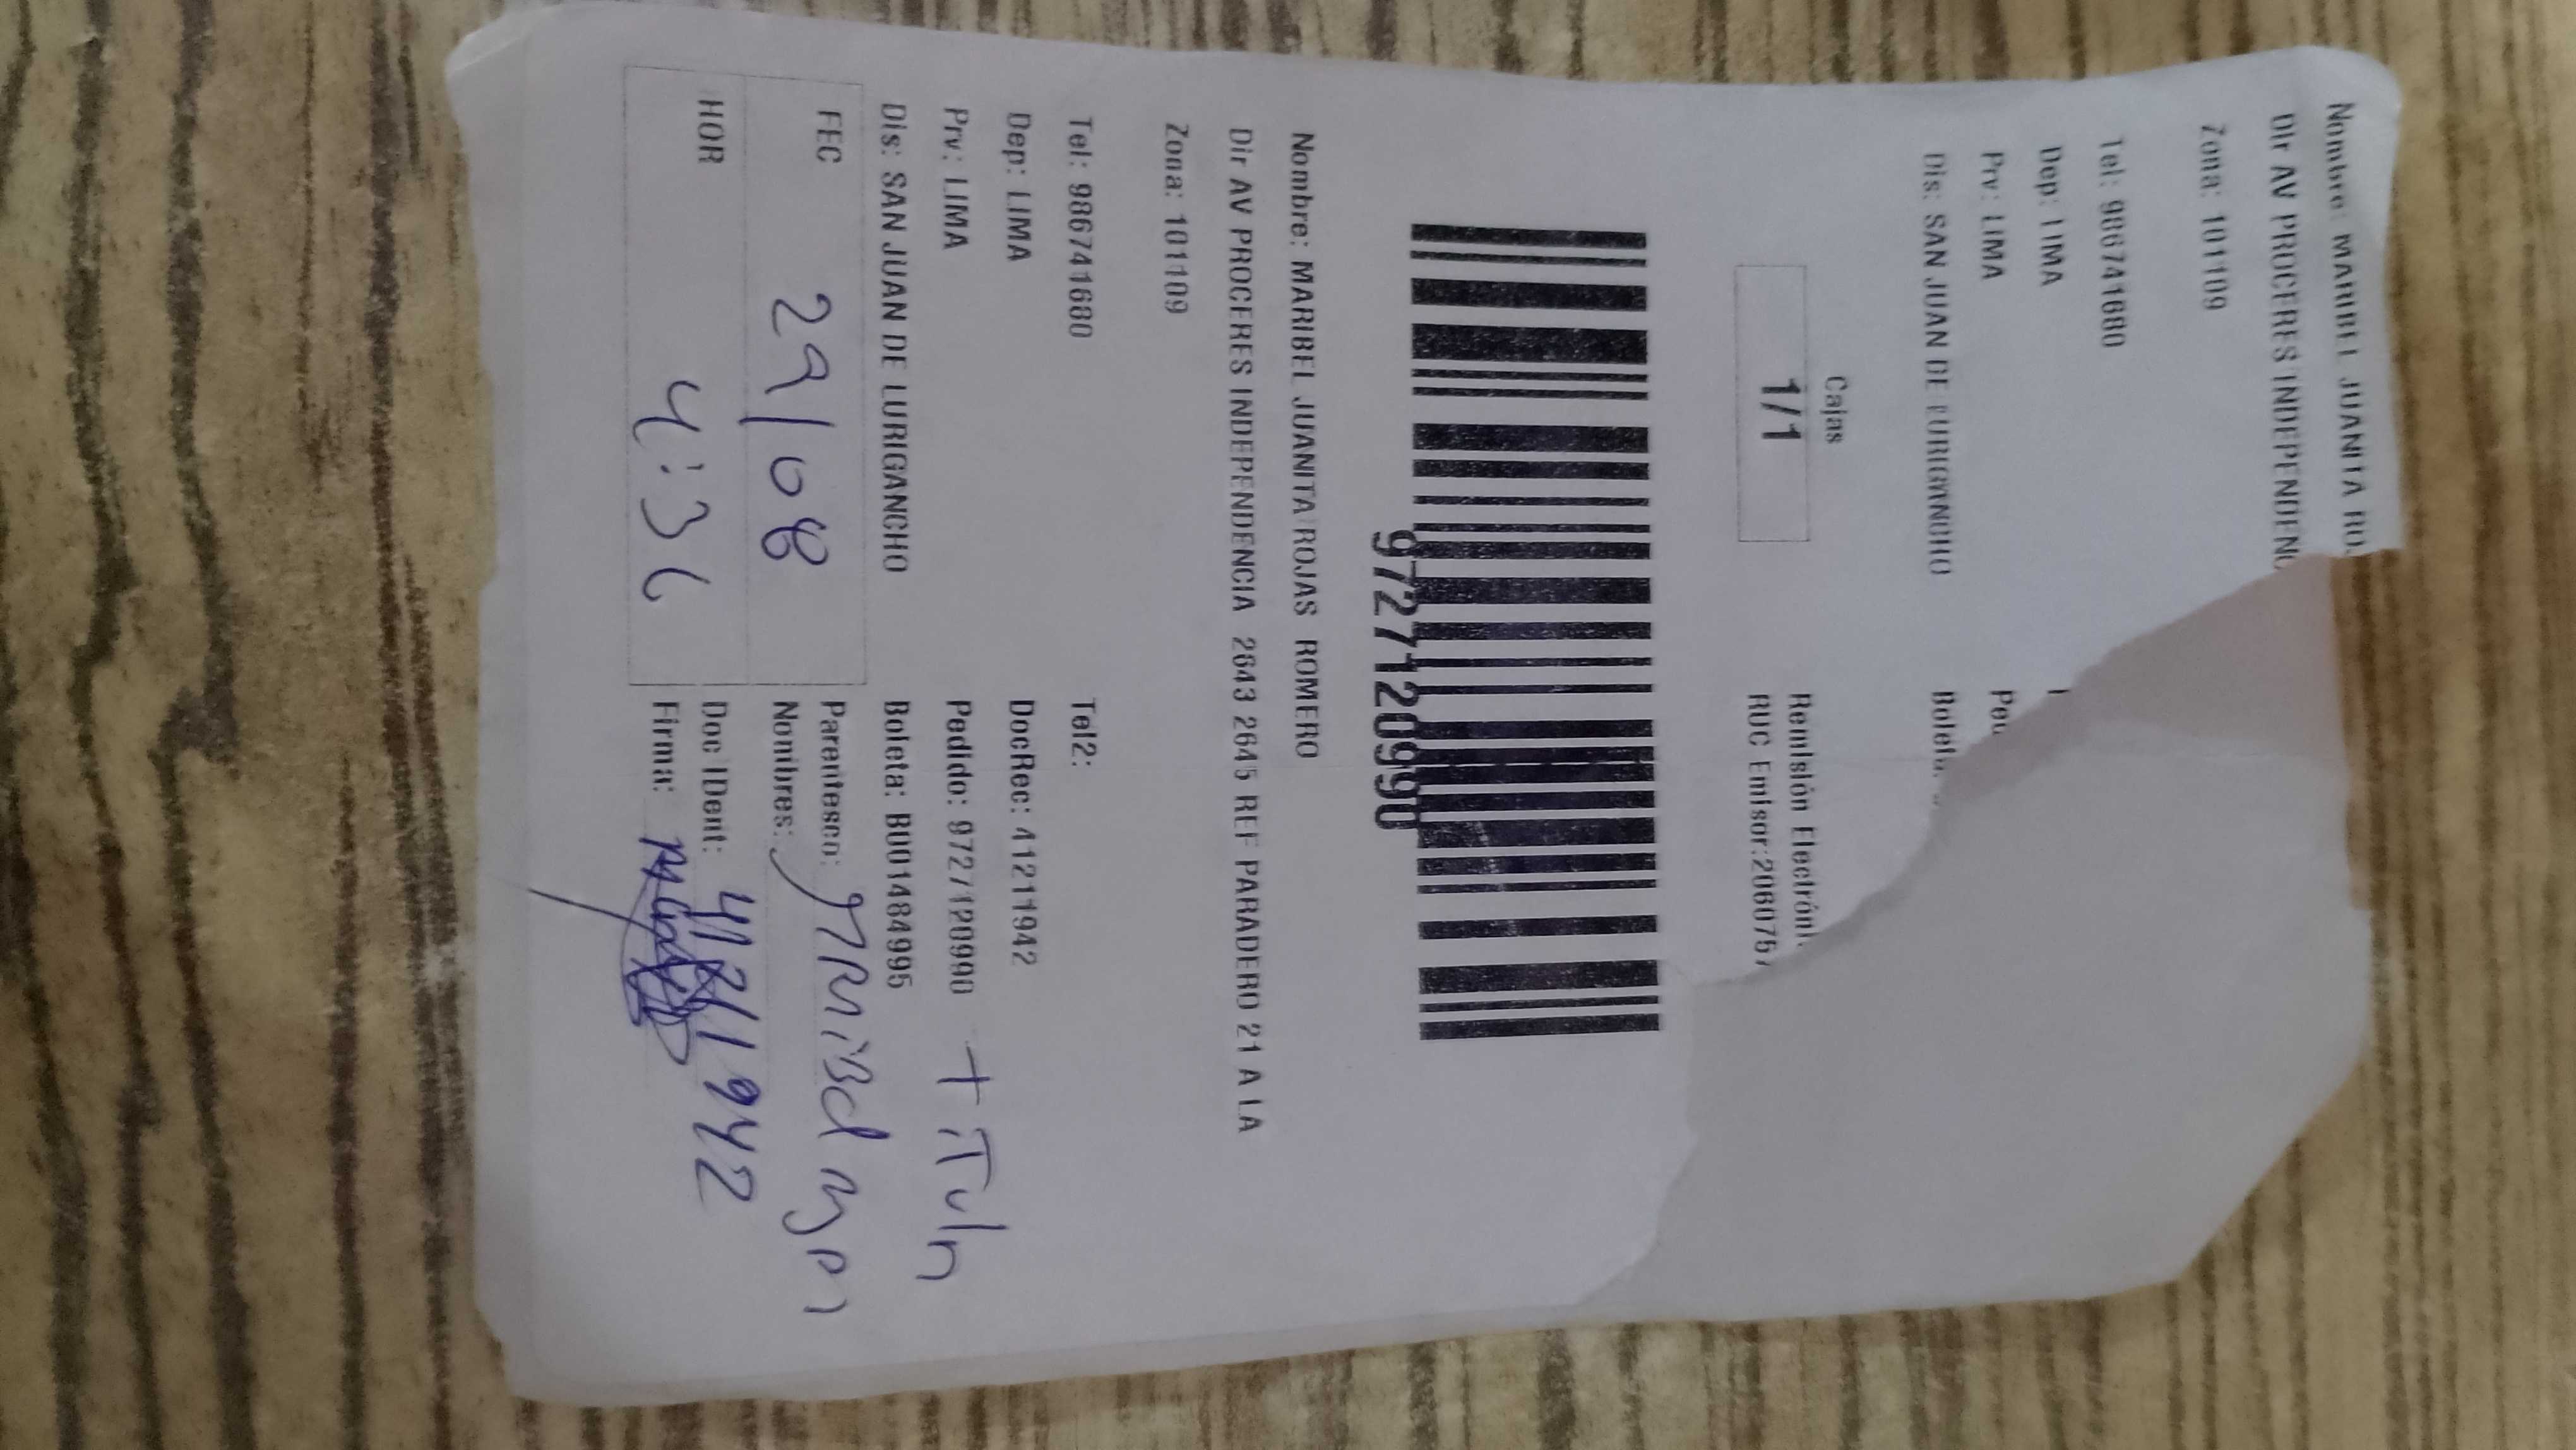 Nombre: MARIBEL JUANITA RO
Dir AV PROCERES INDEPENDENC
Zona: 101109
Tel: 986741680
Dep: LIMA
Prv: LIMA
Dis: SAN JUAN DE LURIGANCHO
Cajas
1/1
Remisión Electróni
RUC Emisor:206075
9727120990
Nombre: MARIBEL JUANITA ROJAS ROMERO
Dir AV PROCERES INDEPENDENCIA 2643 2645 REF PARADERO 21 A LA
Zona: 101109
Tel: 986741680 Tel2:
Dep: LIMA DocRec: 41211942
Prv: LIMA Pedido: 9727120990
Dis: SAN JUAN DE LURIGANCHO Boleta: B001484995
FEC 29/08 Parentesco:
Nombres:
HOR 4:36 Doc IDent: 41211942
Firma: